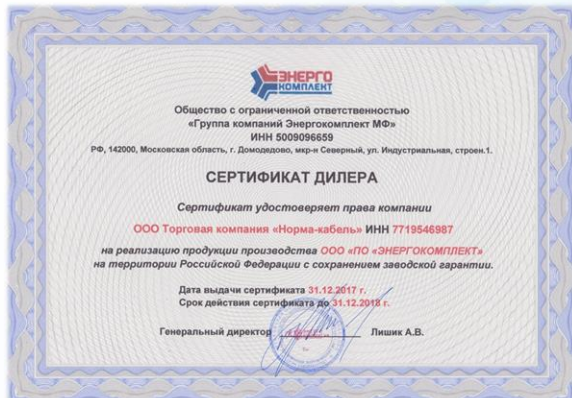 ЭНЕРГО
КОМПЛЕКТ
Общество с ограниченной ответственностью
«Группа компаний Энергокомплект МФ»
ИНН 5009096659
РФ, 142000, Московская область, г. Домодедово, мкр-н Северный, ул. Индустриальная, строен.1.
СЕРТИФИКАТ ДИЛЕРА
Сертификат удостоверяет права компании
ООО Торговая компания «Норма-кабель» ИНН 7719546987
на реализацию продукции производства ООО «ПО «ЭНЕРГОКОМПЛЕКТ»
на территории Российской Федерации с сохранением заводской гарантии.
Дата выдачи сертификата 31.12.2017 г.
Срок действия сертификата до 31.12.2018 г.
Генеральный директор Лишик А.В.